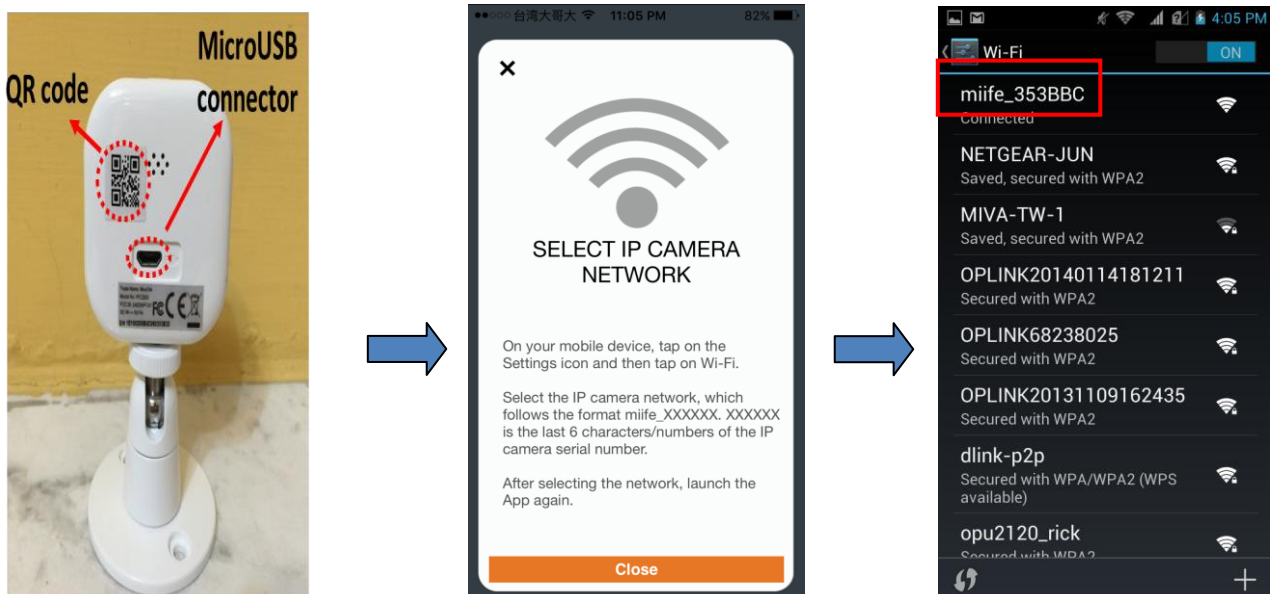 QR code
MicroUSB
connector
台湾大哥大 11:05 PM 82%
SELECT IP CAMERA
NETWORK
On your mobile device, tap on the
Settings icon and then tap on Wi-Fi.
Select the IP camera network, which
follows the format miife_XXXXXX. XXXXXX
is the last 6 characters/numbers of the IP
camera serial number.
After selecting the network, launch the
App again.
Close
4:05 PM
Wi-Fi ON
miife_353BBC
Connected
NETGEAR-JUN
Saved, secured with WPA2
MIVA-TW-1
Saved, secured with WPA2
OPLINK20140114181211
Secured with WPA2
OPLINK68238025
Secured with WPA2
OPLINK20131109162435
Secured with WPA2
dlink-p2p
Secured with WPA/WPA2 (WPS
available)
opu2120_rick
Secured with WPA2